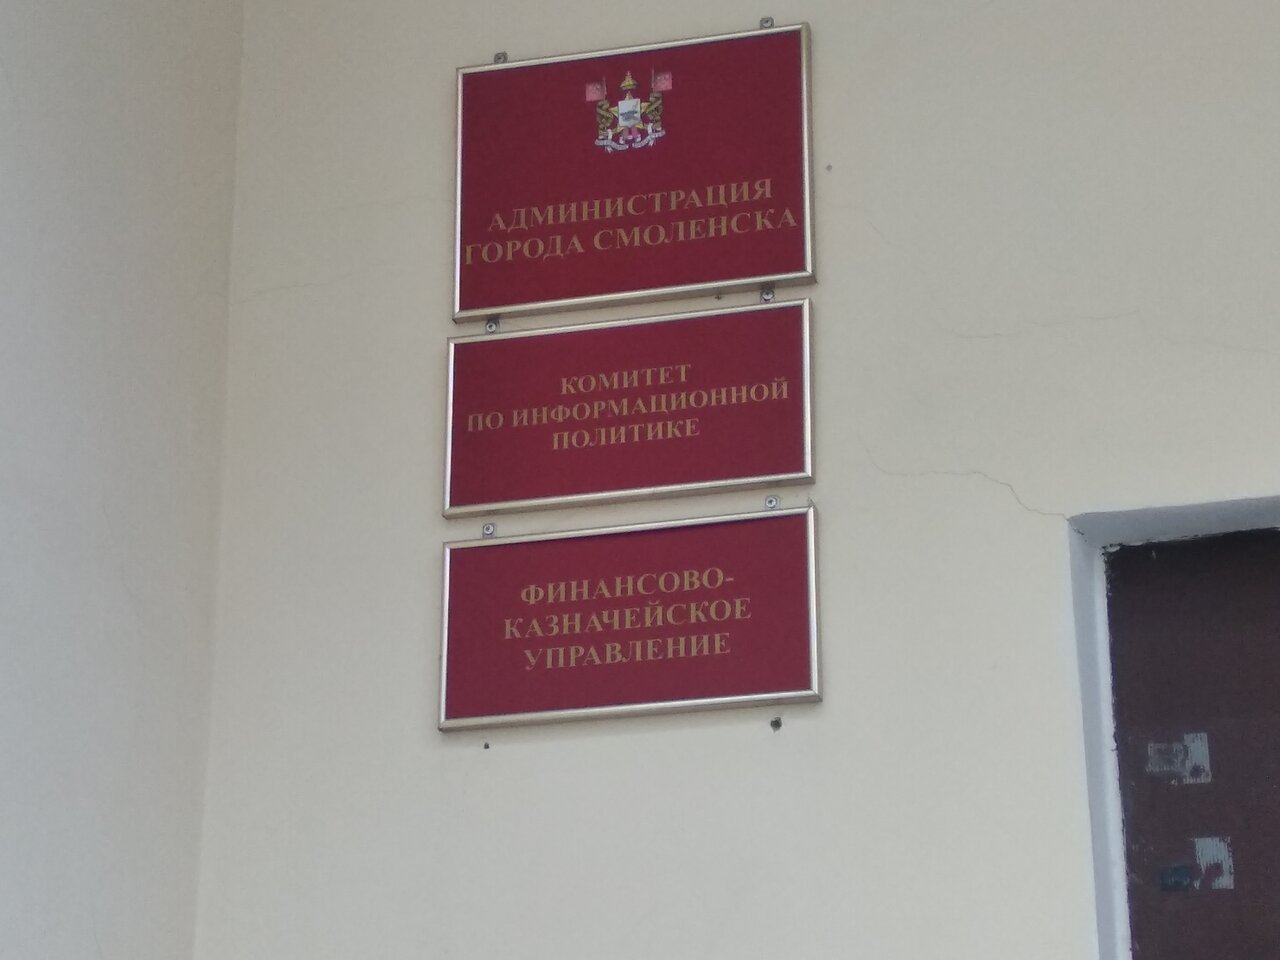 АДМИНИСТРАЦИЯ
ГОРОДА СМОЛЕНСКА
КОМИТЕТ
ПО ИНФОРМАЦИОННОЙ
ПОЛИТИКЕ
ФИНАНСОВО-
КАЗНАЧЕЙСКОЕ
УПРАВЛЕНИЕ